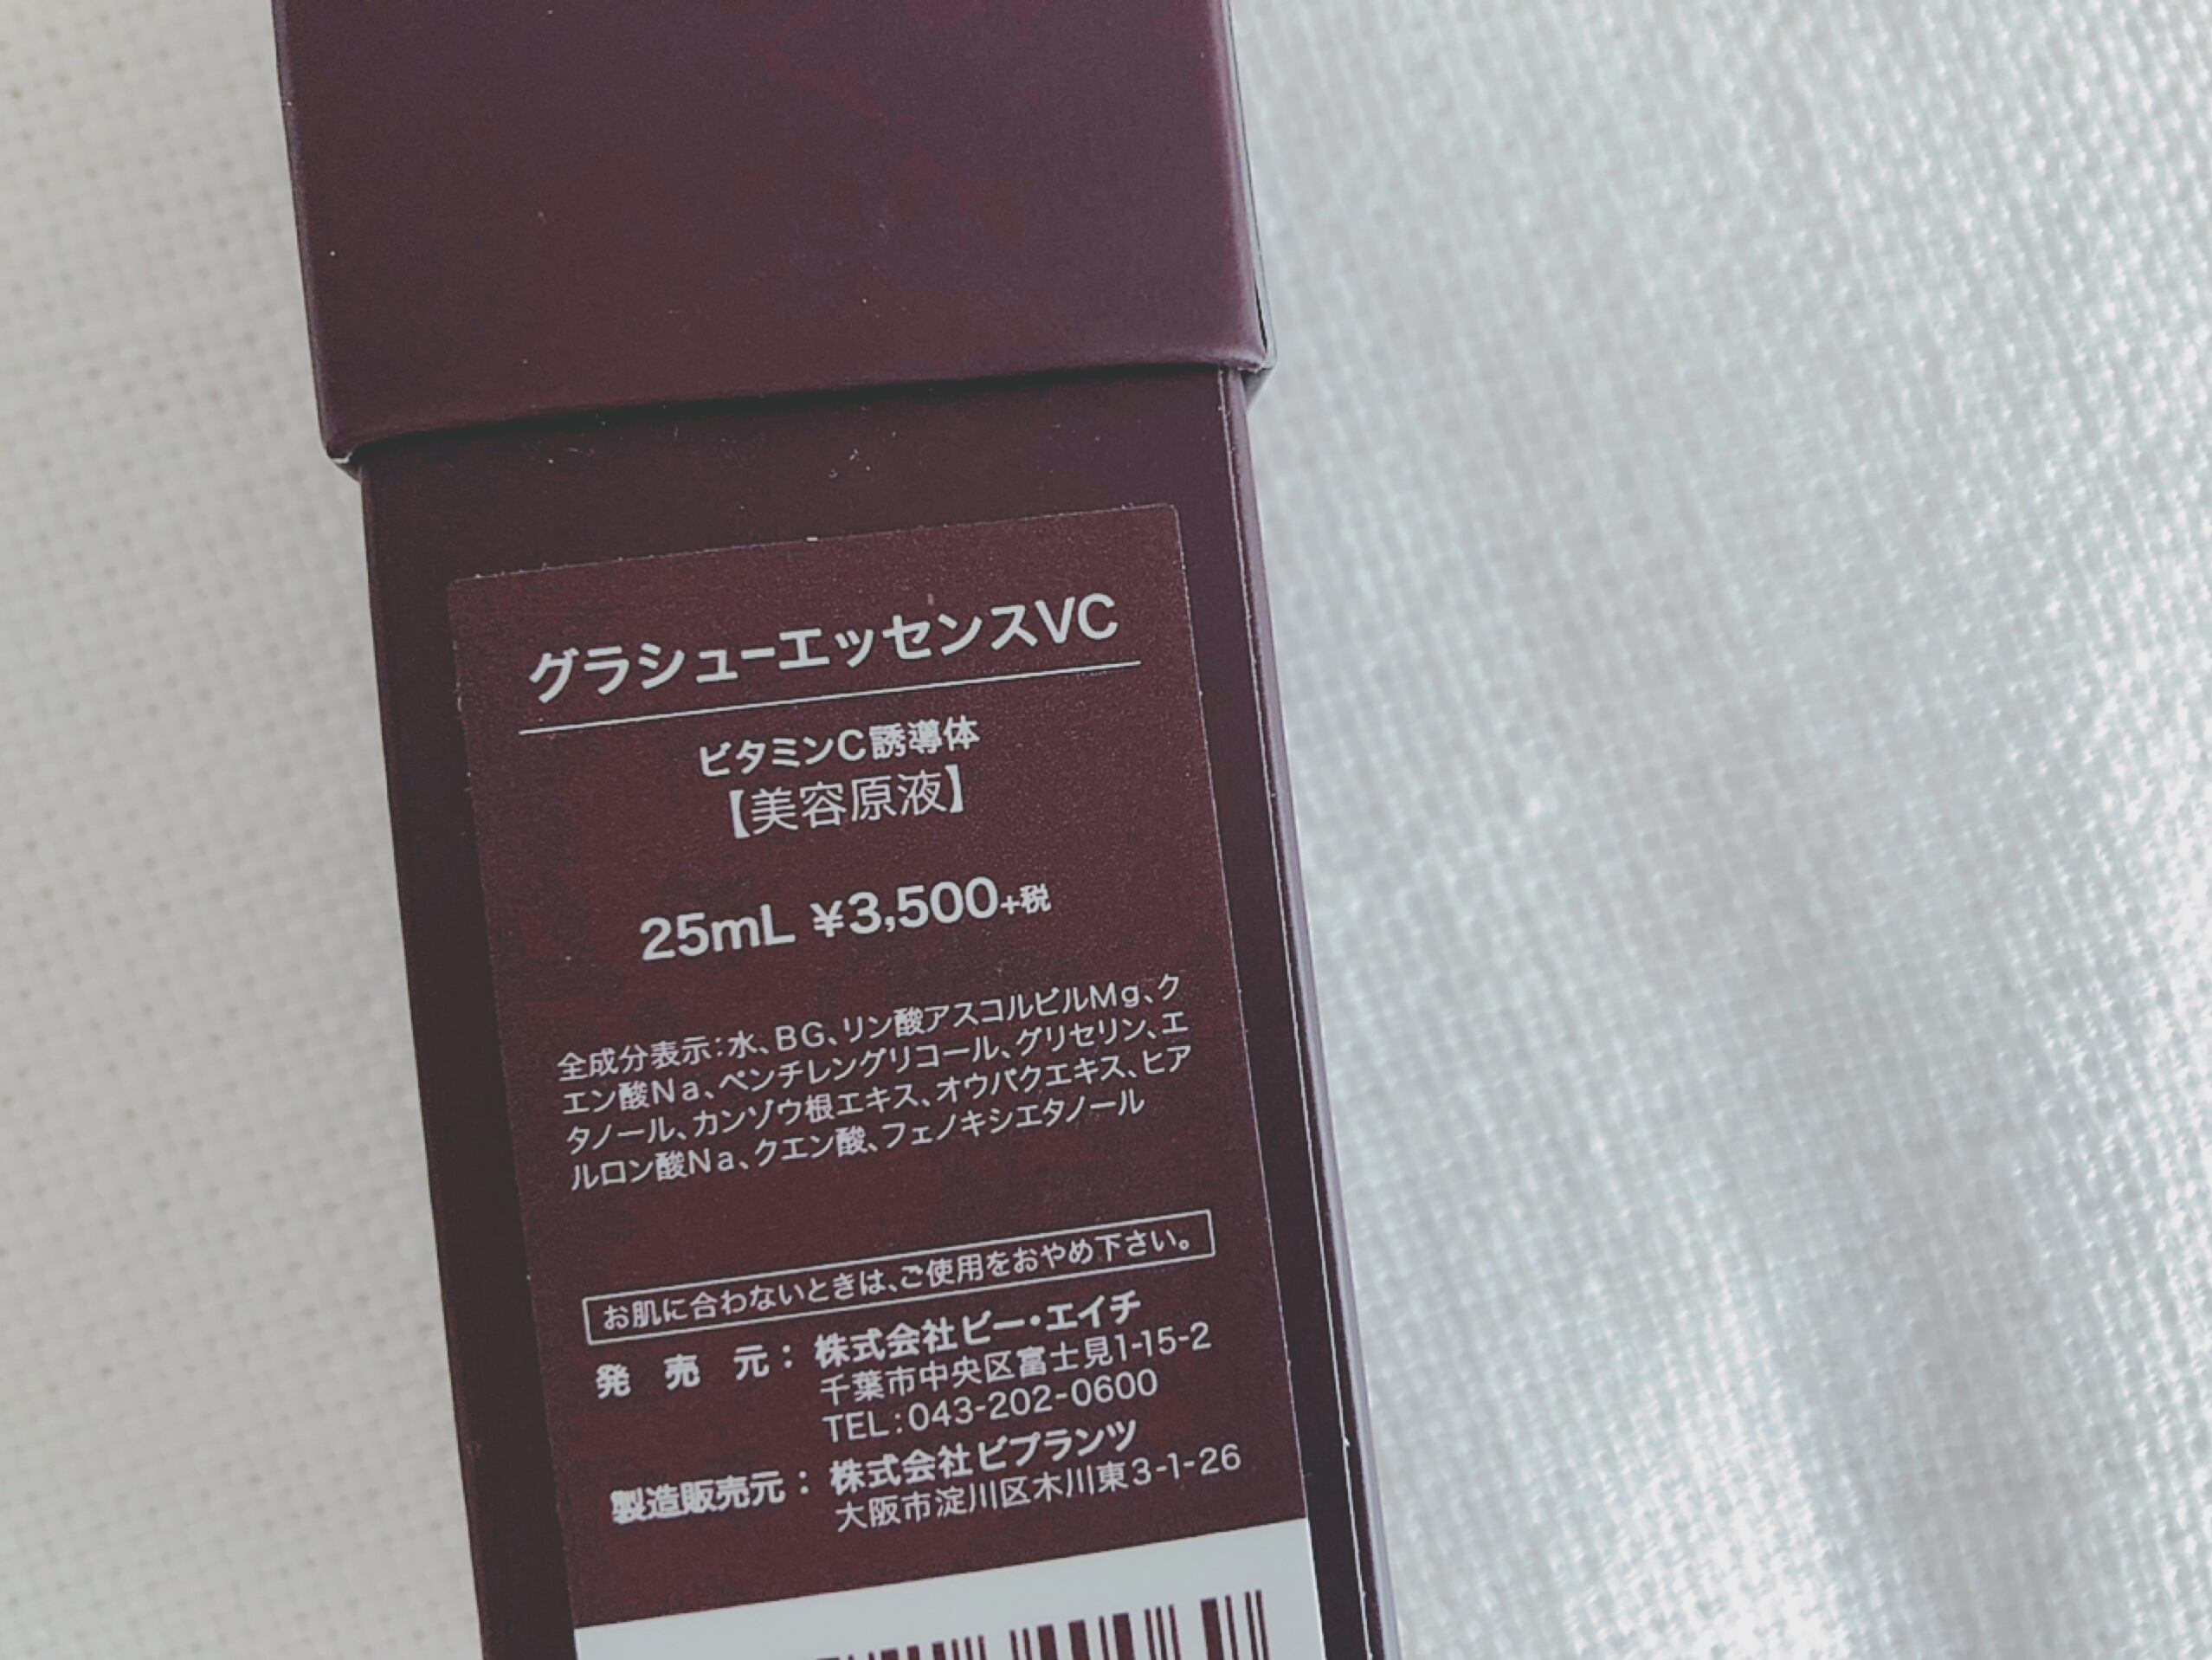 グラシューエッセンスVC
ビタミンC誘導体
【美容原液】
25mL ¥3,500+税
全成分表示:水、BG、リン酸アスコルビルMg、ク
エン酸Na、ペンチレングリコール、グリセリン、エ
タノール、カンゾウ根エキス、オウバクエキス、ヒア
ルロン酸Na、クエン酸、フェノキシエタノール
お肌に合わないときは、ご使用をおやめ下さい。
発売元:株式会社ビー・エイチ
千葉市中央区富士見1-15-2
TEL:043-202-0600
製造販売元:株式会社ビプランツ
大阪市淀川区木川東3-1-26